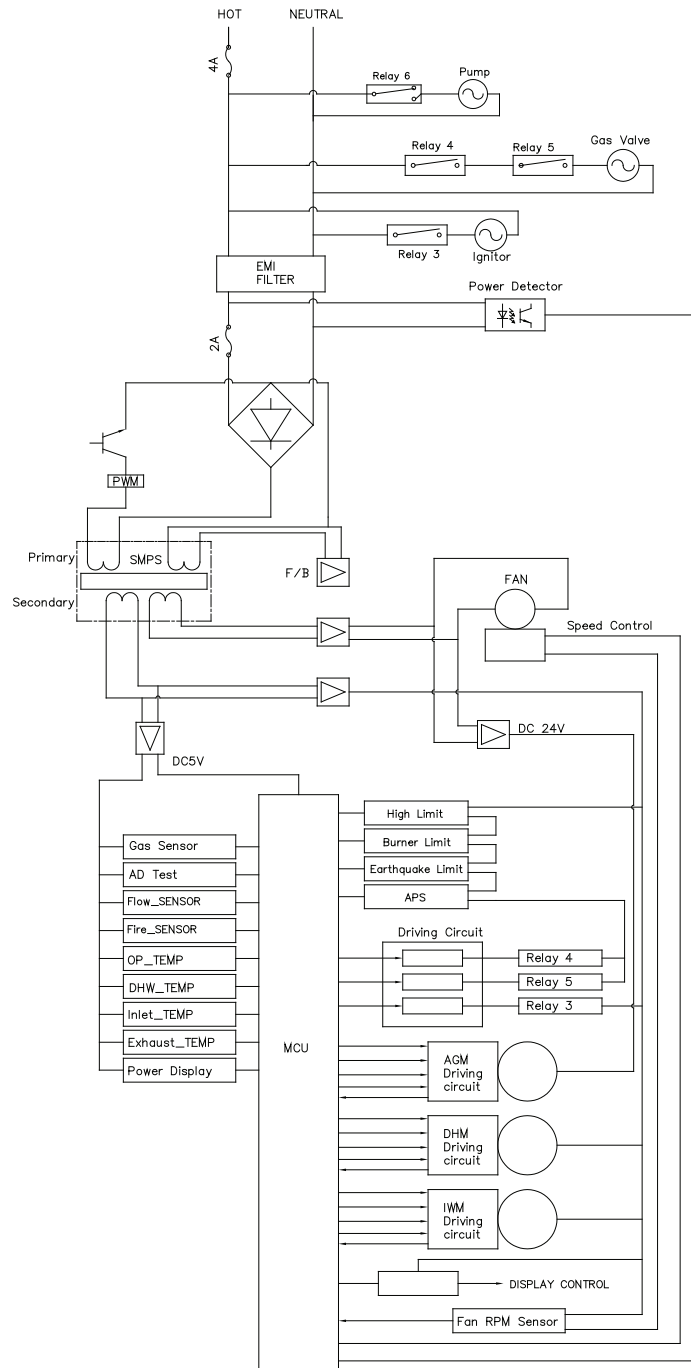 HOT NEUTRAL
4A
Relay 6
Pump
Relay 4
Relay 5
Gas Valve
Relay 3
Ignitor
EMI
FILTER
Power Detector
2A
PWM
Primary
SMPS
F/B
FAN
Secondary
Speed Control
DC 24V
DC5V
High Limit
Gas Sensor
Burner Limit
AD Test
Earthquake Limit
Flow_SENSOR
APS
Fire_SENSOR
Driving Circuit
OP_TEMP
Relay 4
DHW_TEMP
Relay 5
Inlet_TEMP
Relay 3
Exhaust_TEMP
MCU
Power Display
AGM
Driving
circuit
DHM
Driving
circuit
IWM
Driving
circuit
DISPLAY CONTROL
Fan RPM Sensor